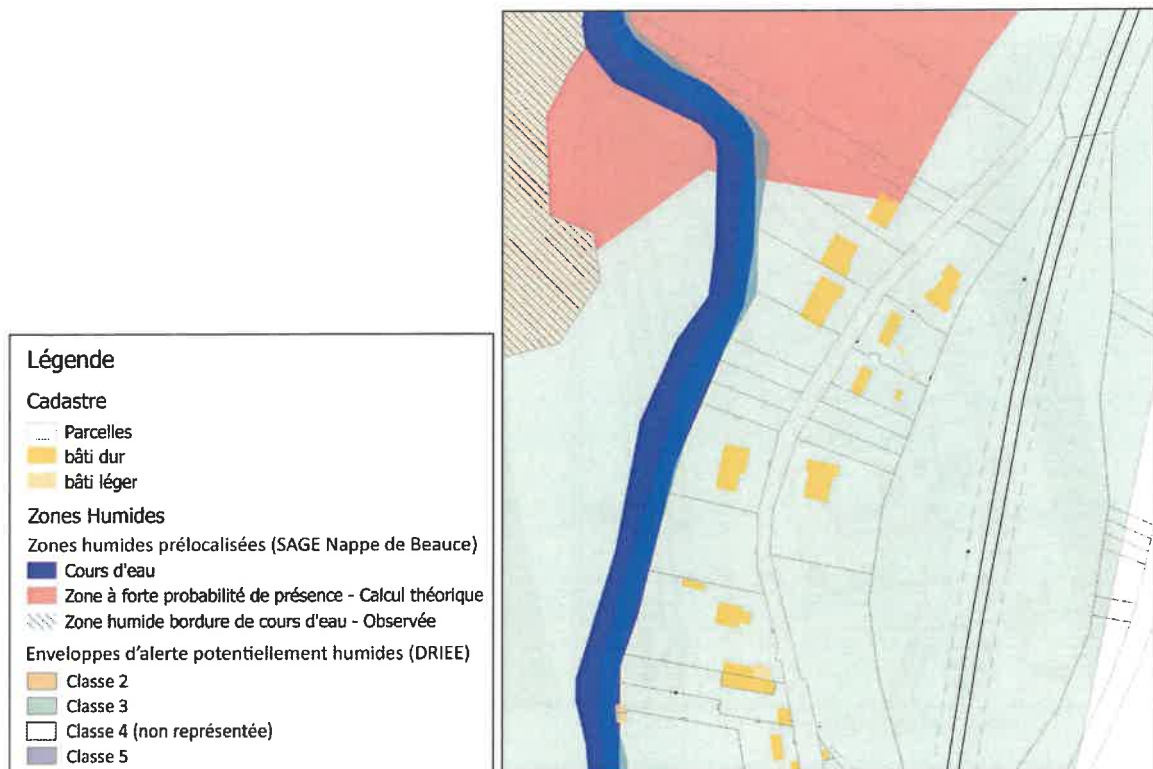 Légende
Cadastre
Parcelles
bâti dur
bâti léger
Zones Humides
Zones humides prélocalisées (SAGE Nappe de Beauce)
Cours d'eau
Zone à forte probabilité de présence - Calcul théorique
Zone humide bordure de cours d'eau - Observée
Enveloppes d'alerte potentiellement humides (DRIEE)
Classe 2
Classe 3
Classe 4 (non représentée)
Classe 5